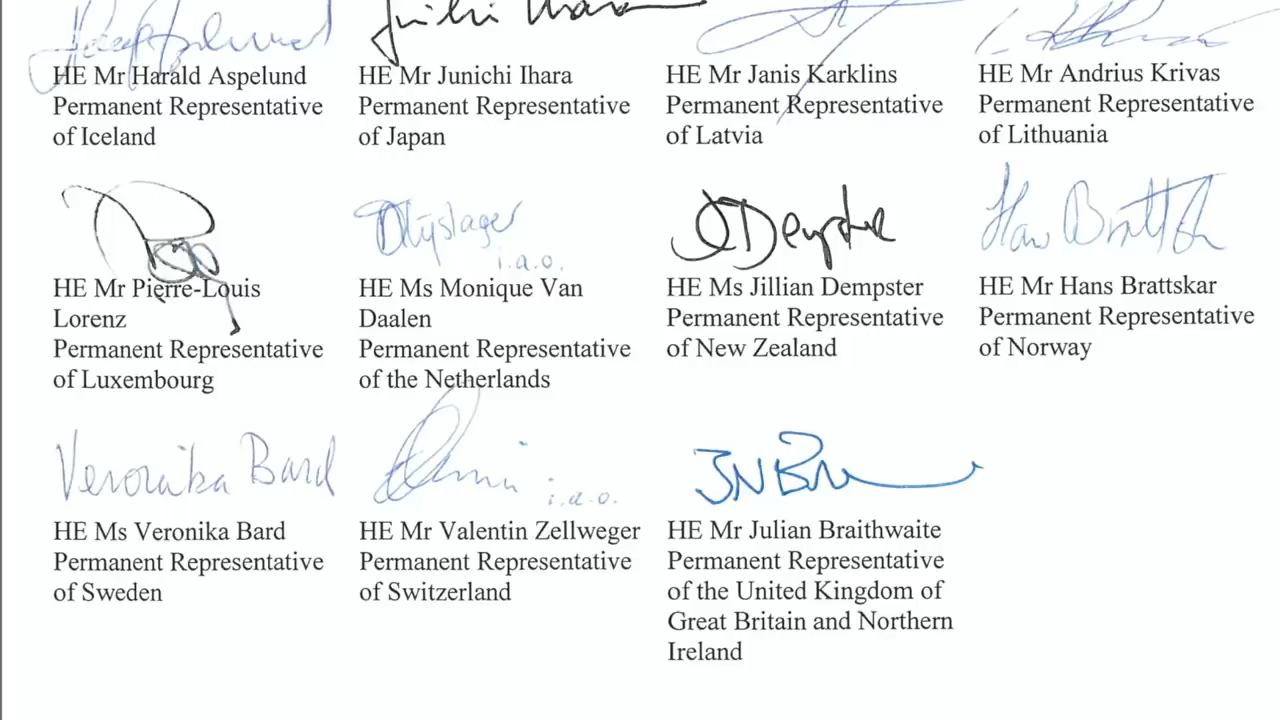 HE Mr Harald Aspelund
Permanent Representative
of Iceland
HE Mr Junichi Ihara
Permanent Representative
of Japan
HE Mr Janis Karklins
Permanent Representative
of Latvia
HE Mr Andrius Krivas
Permanent Representative
of Lithuania
i.a.o.
HE Mr Pierre-Louis
Lorenz
Permanent Representative
of Luxembourg
HE Ms Monique Van
Daalen
Permanent Representative
of the Netherlands
Dempster
HE Ms Jillian Dempster
Permanent Representative
of New Zealand
Hans Brattsk
HE Mr Hans Brattskar
Permanent Representative
of Norway
Veronika Bard
HE Ms Veronika Bard
Permanent Representative
of Sweden
i.a.o.
HE Mr Valentin Zellweger
Permanent Representative
of Switzerland
HE Mr Julian Braithwaite
Permanent Representative
of the United Kingdom of
Great Britain and Northern
Ireland